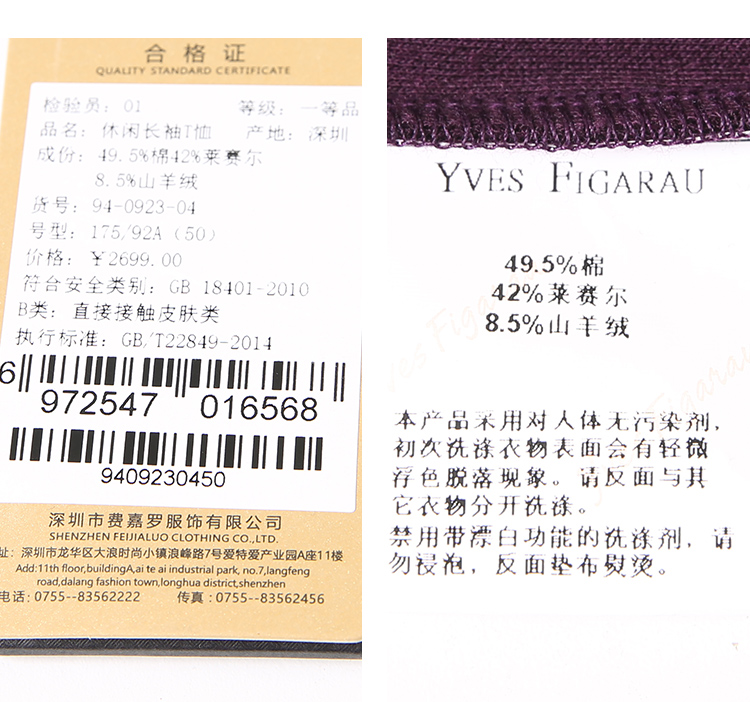 合格证
QUALITY STANDARD CERTIFICATE
检验员: 01 等级: 一等品
品名: 休闲长袖T恤 产地: 深圳
成份: 49.5%棉42%莱赛尔
8.5%山羊绒
货号: 94-0923-04
号型: 175/92A (50)
价格: ￥2699.00
符合安全类别: GB 18401-2010
B类: 直接接触皮肤类
执行标准: GB/T22849-2014
6 972547 016568
9409230450
深圳市费嘉罗服饰有限公司
SHENZHEN FEIJIALUO CLOTHING CO.LTD.
址: 深圳市龙华区大浪时尚小镇浪峰路7号爱特爱产业园A座11楼
Add:11th floor,buildingA,ai te ai industrial park, no.7,langfeng
road,dalang fashion town,longhua district,shenzhen
电话: 0755--83562222 传真: 0755--83562456
YVES FIGARAU
49.5%棉
42%莱赛尔
8.5%山羊绒
本产品采用对人体无污染剂，
初次洗涤衣物表面会有轻微
浮色脱落现象。请反面与其
它衣物分开洗涤。
禁用带漂白功能的洗涤剂，请
勿浸泡，反面垫布熨烫。
Yves Figarau